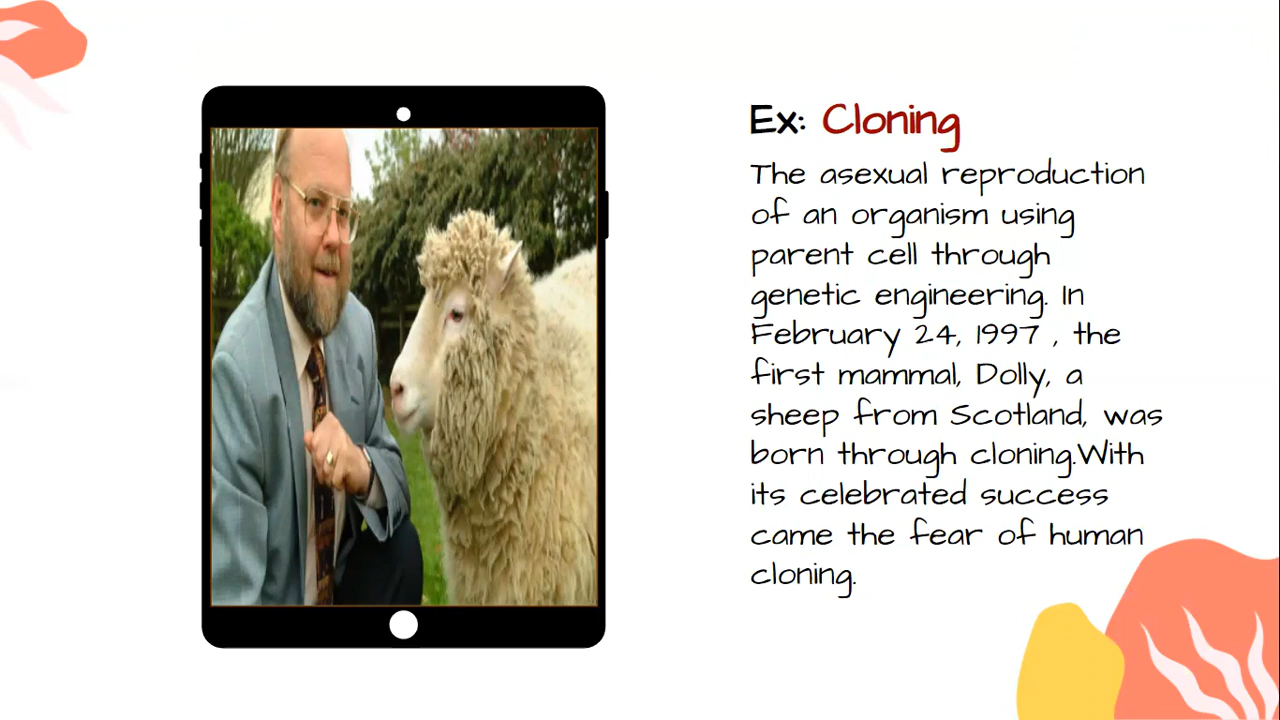 Ex: Cloning
The asexual reproduction
of an organism using
parent cell through
genetic engineering. In
February 24, 1997 , the
first mammal, Dolly, a
sheep from Scotland, was
born through cloning.With
its celebrated success
came the fear of human
cloning.